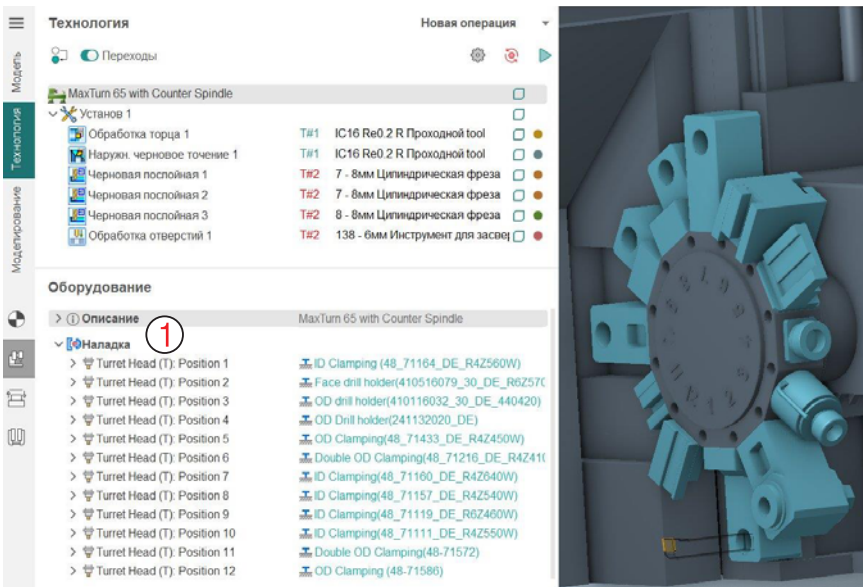 Технология
Новая операция
Переходы
MaxTurn 65 with Counter Spindle
Установ 1
Обработка торца 1 T#1 IC16 Re0.2 R Проходной tool
Наружн. черновое точение 1 T#1 IC16 Re0.2 R Проходной tool
Черновая послойная 1 T#2 7 - 8мм Цилиндрическая фреза
Черновая послойная 2 T#2 7 - 8мм Цилиндрическая фреза
Черновая послойная 3 T#2 8 - 8мм Цилиндрическая фреза
Обработка отверстий 1 T#2 138 - 6мм Инструмент для засве
Модель
Технология
Моделирование
Оборудование
Описание MaxTurn 65 with Counter Spindle
1
Наладка
Turret Head (T): Position 1 ID Clamping (48_71164_DE_R4Z560W)
Turret Head (T): Position 2 Face drill holder(410516079_30_DE_R6Z570
Turret Head (T): Position 3 OD drill holder(410116032_30_DE_440420)
Turret Head (T): Position 4 OD Drill holder(241132020_DE)
Turret Head (T): Position 5 OD Clamping(48_71433_DE_R4Z450W)
Turret Head (T): Position 6 Double OD Clamping(48_71216_DE_R4Z410
Turret Head (T): Position 7 ID Clamping(48_71160_DE_R4Z640W)
Turret Head (T): Position 8 ID Clamping(48_71157_DE_R4Z540W)
Turret Head (T): Position 9 ID Clamping(48_71119_DE_R6Z460W)
Turret Head (T): Position 10 ID Clamping(48_71111_DE_R4Z550W)
Turret Head (T): Position 11 Double OD Clamping(48-71572)
Turret Head (T): Position 12 OD Clamping (48-71586)